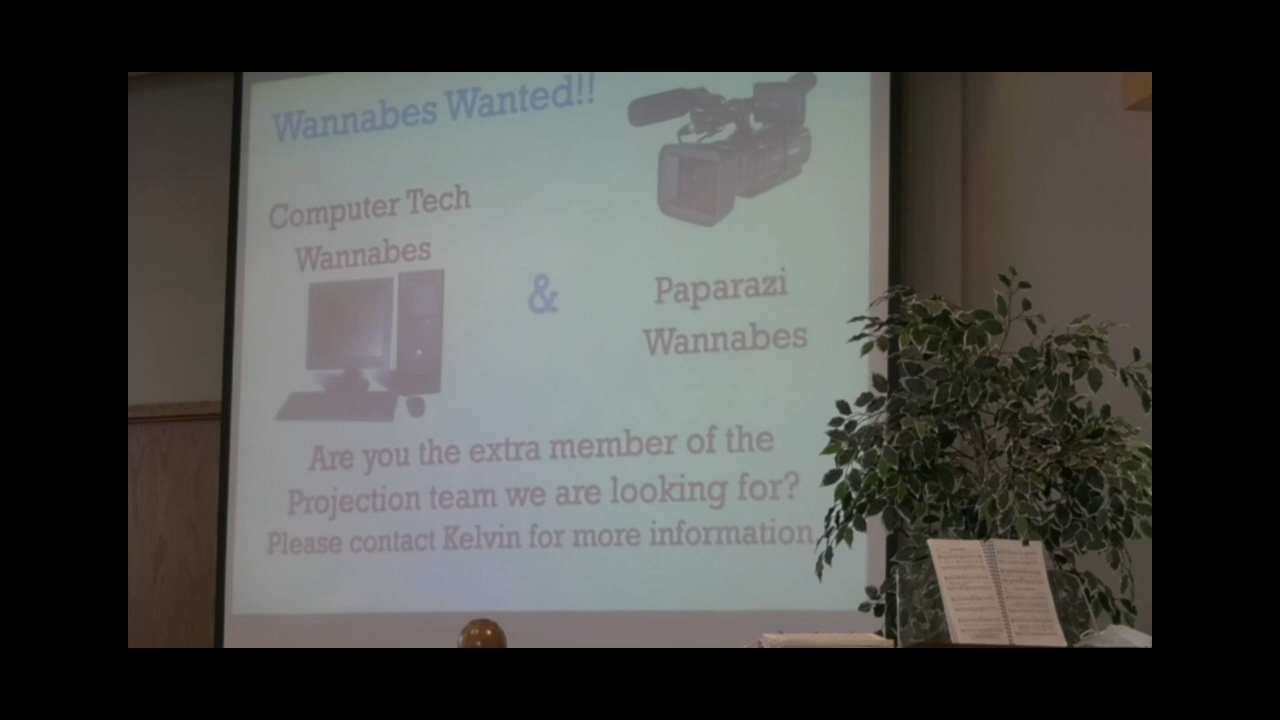 Wannabes Wanted!!
Computer Tech
Wannabes
&
Paparazi
Wannabes
Are you the extra member of the
Projection team we are looking for?
Please contact Kelvin for more information